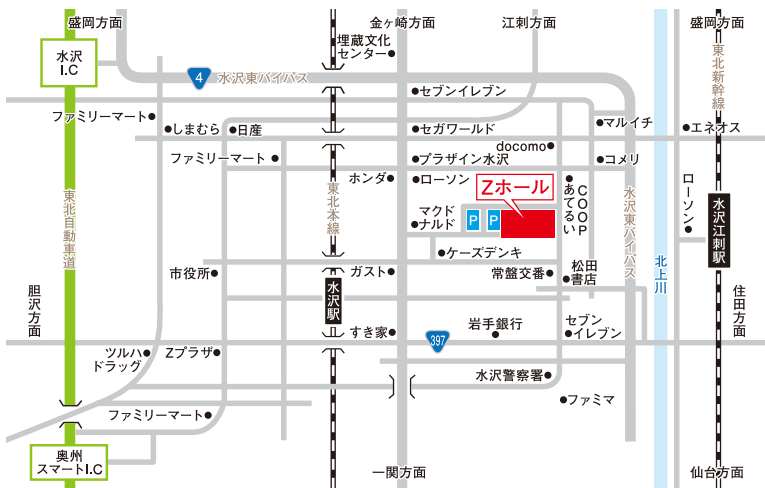 盛岡方面
金ヶ崎方面
江刺方面
盛岡方面
水沢
I.C
埋蔵文化
センター
4
水沢東バイパス
東北新幹線
セブンイレブン
ファミリーマート
しまむら
日産
セガワールド
マルイチ
エネオス
docomo
ファミリーマート
プラザイン水沢
コメリ
ホンダ
ローソン
Zホール
COOP
あてるい
ローソン
東北自動車道
東北本線
水沢東バイパス
水沢江刺駅
マクド
ナルド
P
P
ケーズデンキ
北上川
市役所
ガスト
常盤交番
松田
書店
胆沢方面
水沢駅
住田方面
すき家
397
岩手銀行
セブン
イレブン
ツルハ
ドラッグ
Zプラザ
水沢警察署
ファミマ
ファミリーマート
奥州
スマートI.C
一関方面
仙台方面